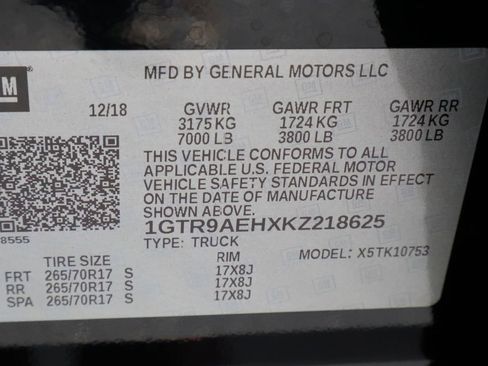 MFD BY GENERAL MOTORS LLC
GM
12/18 GVWR GAWR FRT GAWR RR
3175 KG 1724 KG 1724 KG
7000 LB 3800 LB 3800 LB
THIS VEHICLE CONFORMS TO ALL
APPLICABLE U.S. FEDERAL MOTOR
VEHICLE SAFETY STANDARDS IN EFFECT
ON THE DATE OF MANUFACTURE
SHOWN ABOVE.
1GTR9AEHXKZ218625
8555
TYPE: TRUCK MODEL: X5TK10753
TIRE SIZE RIM
FRT 265/70R17 S 17X8J
RR 265/70R17 S 17X8J
SPA 265/70R17 S 17X8J